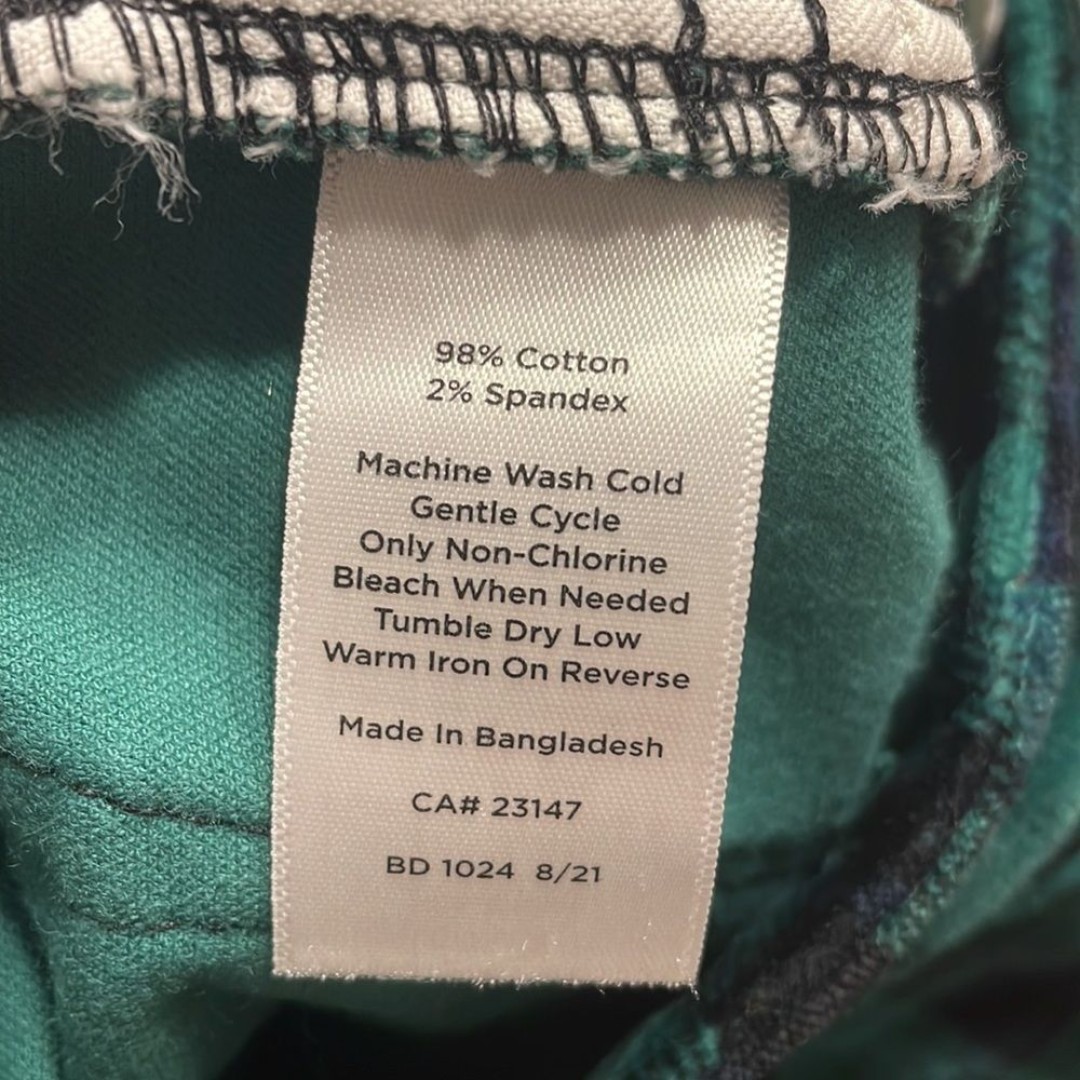 98% Cotton
2% Spandex
Machine Wash Cold
Gentle Cycle
Only Non-Chlorine
Bleach When Needed
Tumble Dry Low
Warm Iron On Reverse
Made In Bangladesh
CA# 23147
BD 1024 8/21